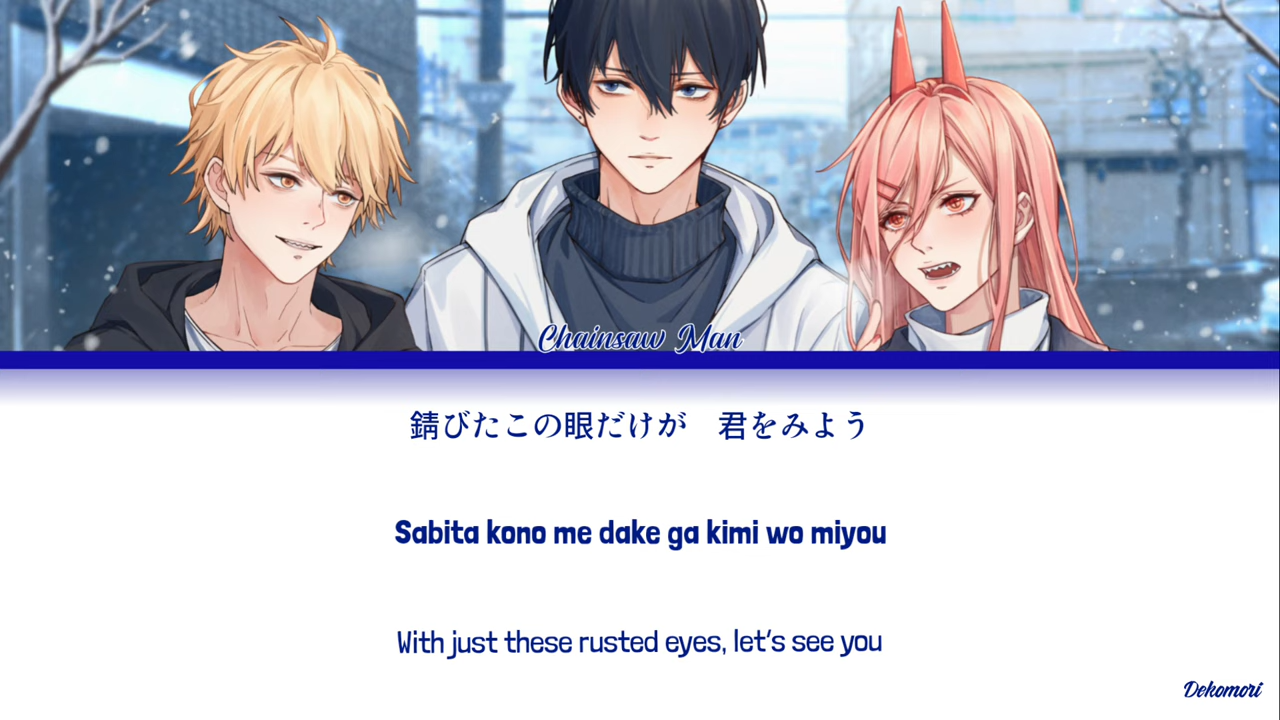 Chainsaw Man
錆びたこの眼だけが　君をみよう
Sabita kono me dake ga kimi wo miyou
With just these rusted eyes, let's see you
Dekomori